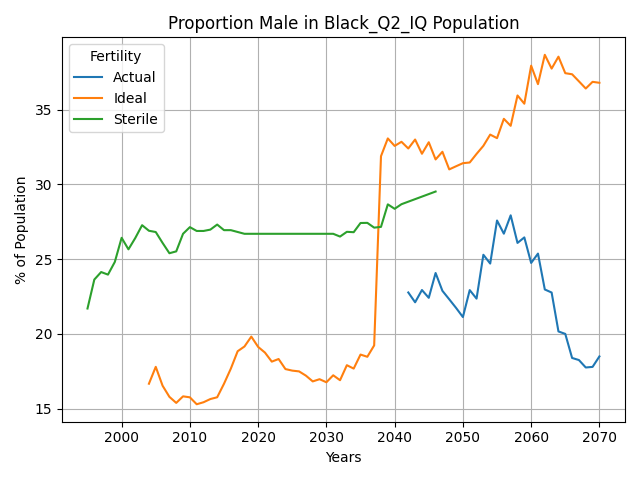 Proportion Male in Black_Q2_IQ Population
Fertility
Actual
Ideal
Sterile
% of Population
35
30
25
20
15
2000 2010 2020 2030 2040 2050 2060 2070
Years